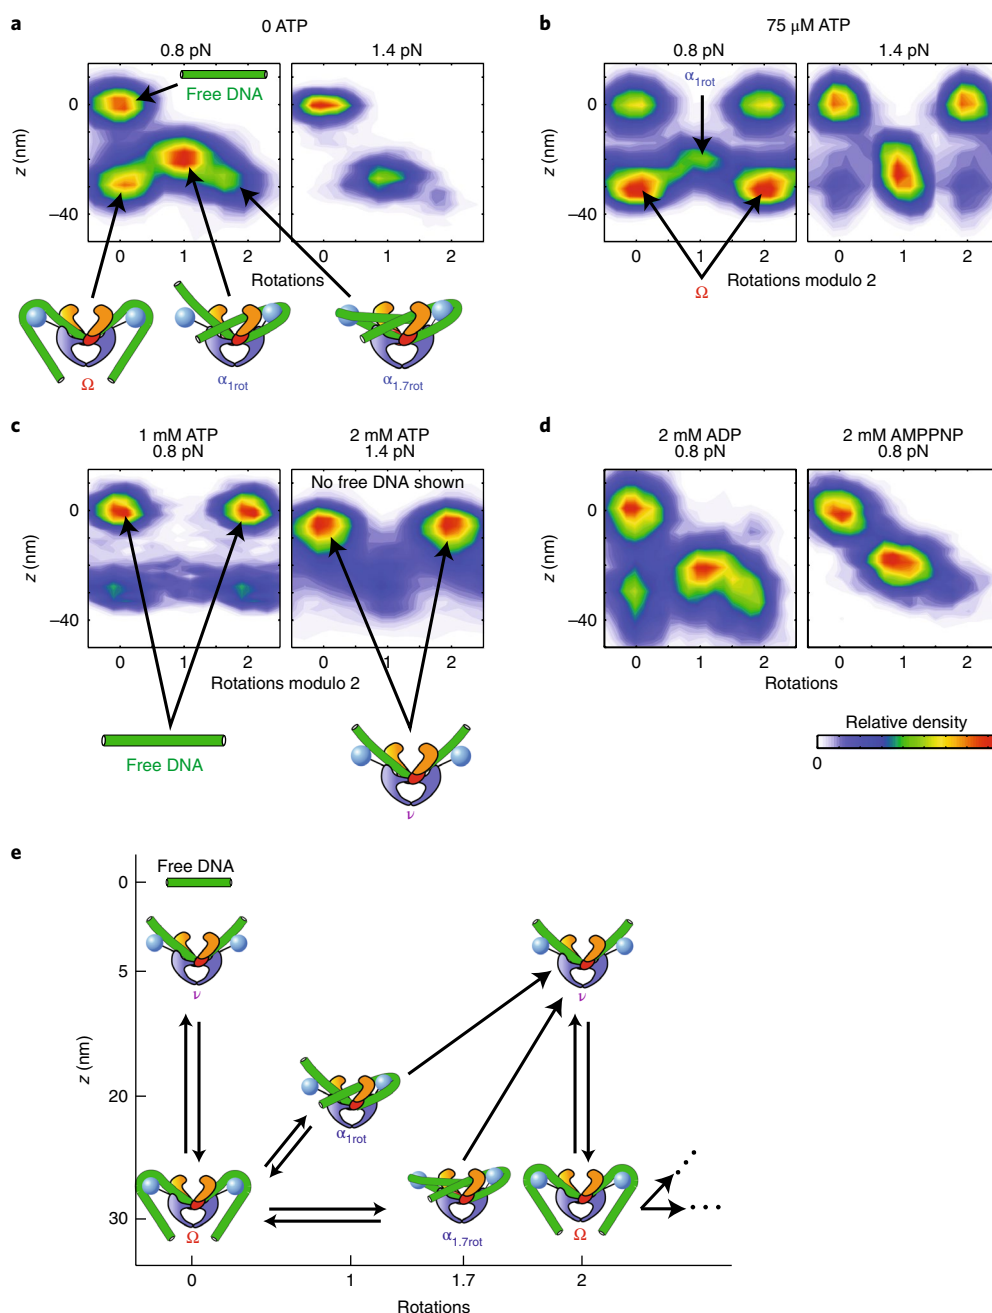 a
0 ATP
0.8 pN
1.4 pN
Free DNA
z (nm)
0
−40
0
1
2
0
1
2
Rotations
Ω
α1rot
α1.7rot
b
75 μM ATP
0.8 pN
1.4 pN
α1rot
z (nm)
0
−40
0
1
2
0
1
2
Rotations modulo 2
Ω
c
1 mM ATP
0.8 pN
2 mM ATP
1.4 pN
No free DNA shown
z (nm)
0
−40
0
1
2
0
1
2
Rotations modulo 2
Free DNA
ν
d
2 mM ADP
0.8 pN
2 mM AMPPNP
0.8 pN
z (nm)
0
−40
0
1
2
0
1
2
Rotations
Relative density
0
e
Free DNA
z (nm)
0
5
20
30
ν
ν
α1rot
Ω
α1.7rot
Ω
0
1
1.7
2
Rotations